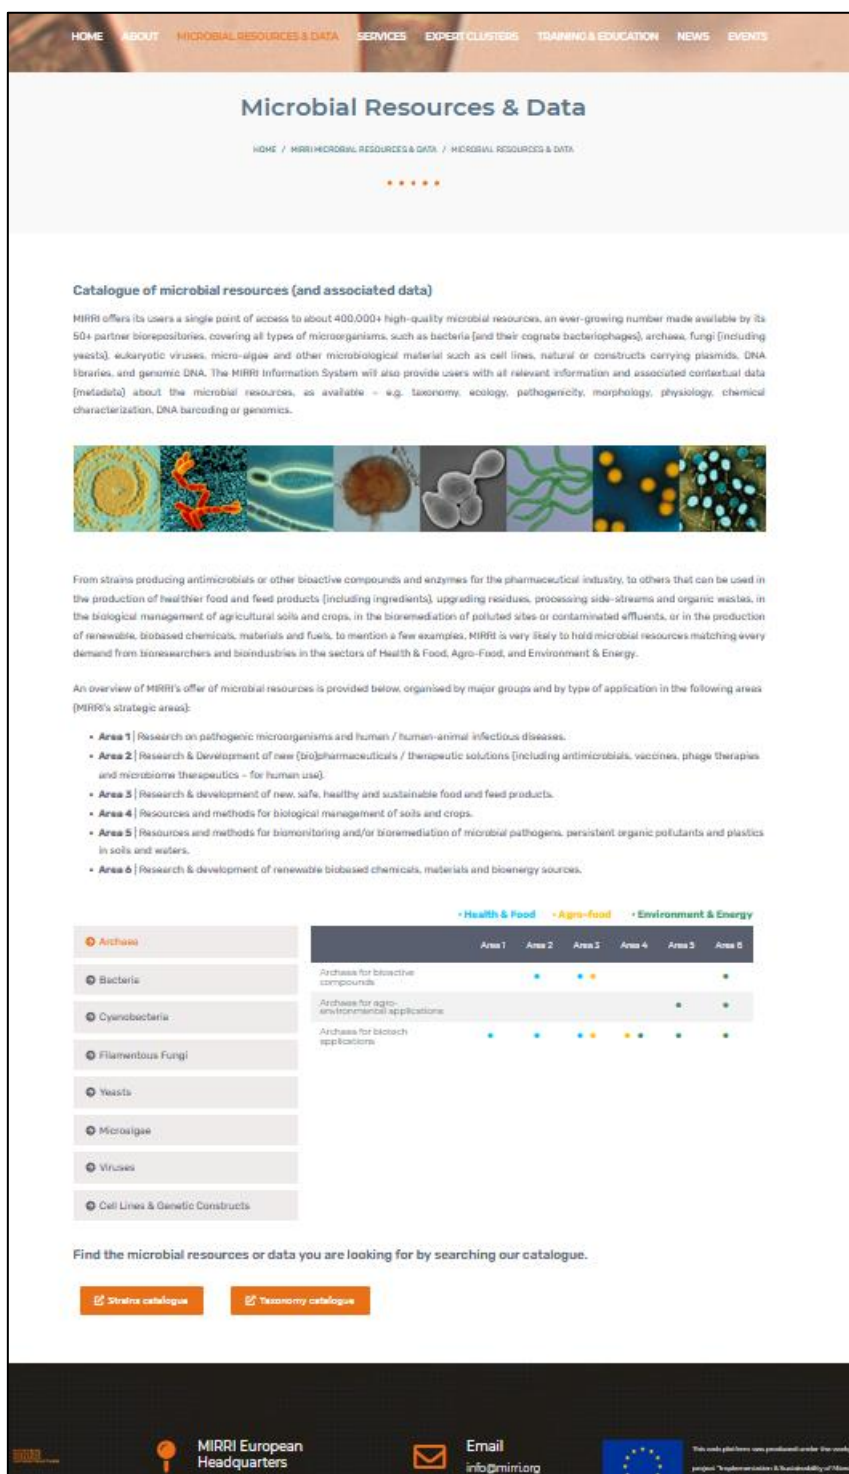 HOME ABOUT MICROBIAL RESOURCES & DATA SERVICES EXPERT CLUSTERS TRAINING & EDUCATION NEWS EVENTS
Microbial Resources & Data
HOME / MIRRI MICROBIAL RESOURCES & DATA / MICROBIAL RESOURCES & DATA
Catalogue of microbial resources (and associated data)
MIRRI offers its users a single point of access to about 400,000+ high-quality microbial resources, an ever-growing number made available by its
50+ partner biorepositories, covering all types of microorganisms, such as bacteria (and their cognate bacteriophages), archaea, fungi (including
yeasts), eukaryotic viruses, micro-algae and other microbiological material such as cell lines, natural or constructs carrying plasmids, DNA
libraries, and genomic DNA. The MIRRI Information System will also provide users with all relevant information and associated contextual data
(metadata) about the microbial resources, as available – e.g. taxonomy, ecology, pathogenicity, morphology, physiology, chemical
characterization, DNA barcoding or genomics.
From strains producing antimicrobials or other bioactive compounds and enzymes for the pharmaceutical industry, to others that can be used in
the production of healthier food and feed products (including ingredients), upgrading residues, processing side-streams and organic wastes, in
the biological management of agricultural soils and crops, in the bioremediation of polluted sites or contaminated effluents, or in the production
of renewable, biobased chemicals, materials and fuels, to mention a few examples, MIRRI is very likely to hold microbial resources matching every
demand from bioresearchers and bioindustries in the sectors of Health & Food, Agro-Food, and Environment & Energy.
An overview of MIRRI's offer of microbial resources is provided below, organised by major groups and by type of application in the following areas
(MIRRI's strategic areas):
• Area 1 | Research on pathogenic microorganisms and human / human-animal infectious diseases.
• Area 2 | Research & Development of new (bio)pharmaceuticals / therapeutic solutions (including antimicrobials, vaccines, phage therapies
and microbiome therapeutics – for human use).
• Area 3 | Research & development of new, safe, healthy and sustainable food and feed products.
• Area 4 | Resources and methods for biological management of soils and crops.
• Area 5 | Resources and methods for biomonitoring and/or bioremediation of microbial pathogens, persistent organic pollutants and plastics
in soils and waters.
• Area 6 | Research & development of renewable biobased chemicals, materials and bioenergy sources.
• Health & Food • Agro-food • Environment & Energy
Archaea
Bacteria
Cyanobacteria
Filamentous Fungi
Yeasts
Microalgae
Viruses
Cell Lines & Genetic Constructs
Area 1 Area 2 Area 3 Area 4 Area 5 Area 6
Archaea for bioactive
compounds
Archaea for agro-
environmental applications
Archaea for biotech
applications
Find the microbial resources or data you are looking for by searching our catalogue.
Strains catalogue Taxonomy catalogue
MIRRI European
Headquarters
Email
info@mirri.org
This web platform was produced under the
project "Implementation & Sustainability of